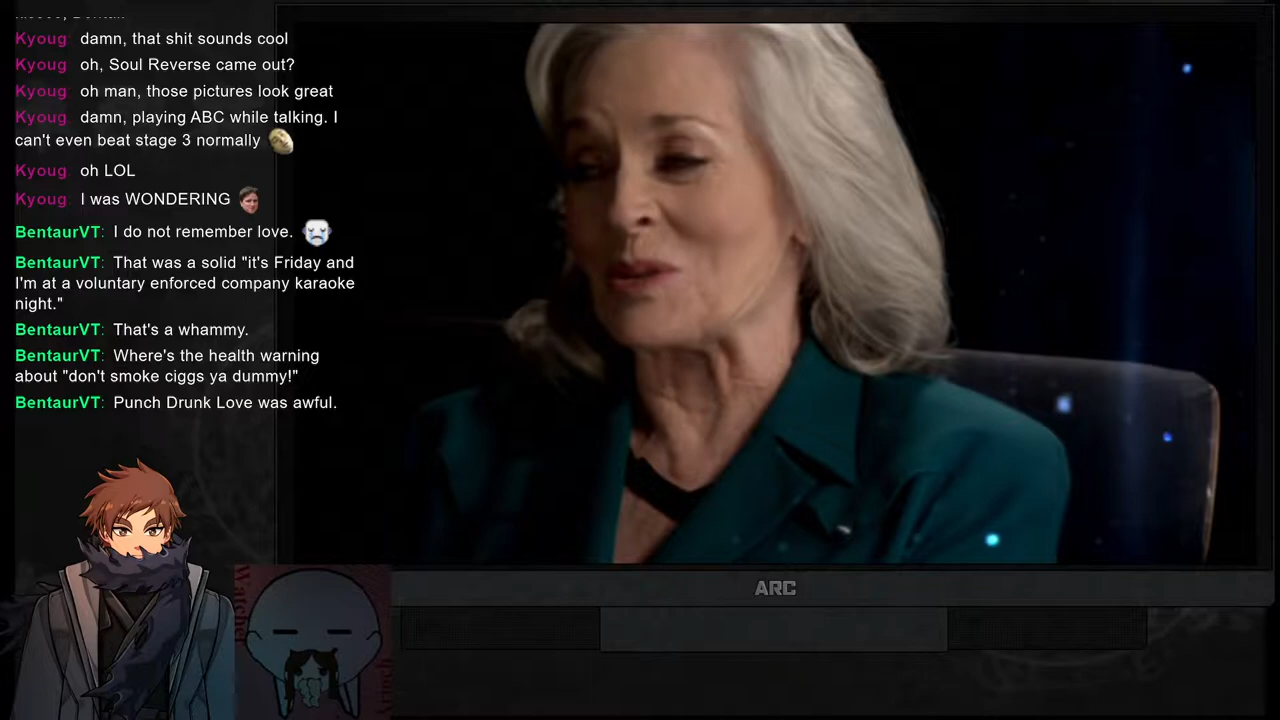 Kyoug: damn, that shit sounds cool
Kyoug: oh, Soul Reverse came out?
Kyoug: oh man, those pictures look great
Kyoug: damn, playing ABC while talking. I
can't even beat stage 3 normally
Kyoug: oh LOL
Kyoug: I was WONDERING
BentaurVT: I do not remember love.
BentaurVT: That was a solid "it's Friday and
I'm at a voluntary enforced company karaoke
night."
BentaurVT: That's a whammy.
BentaurVT: Where's the health warning
about "don't smoke ciggs ya dummy!"
BentaurVT: Punch Drunk Love was awful.
ARC